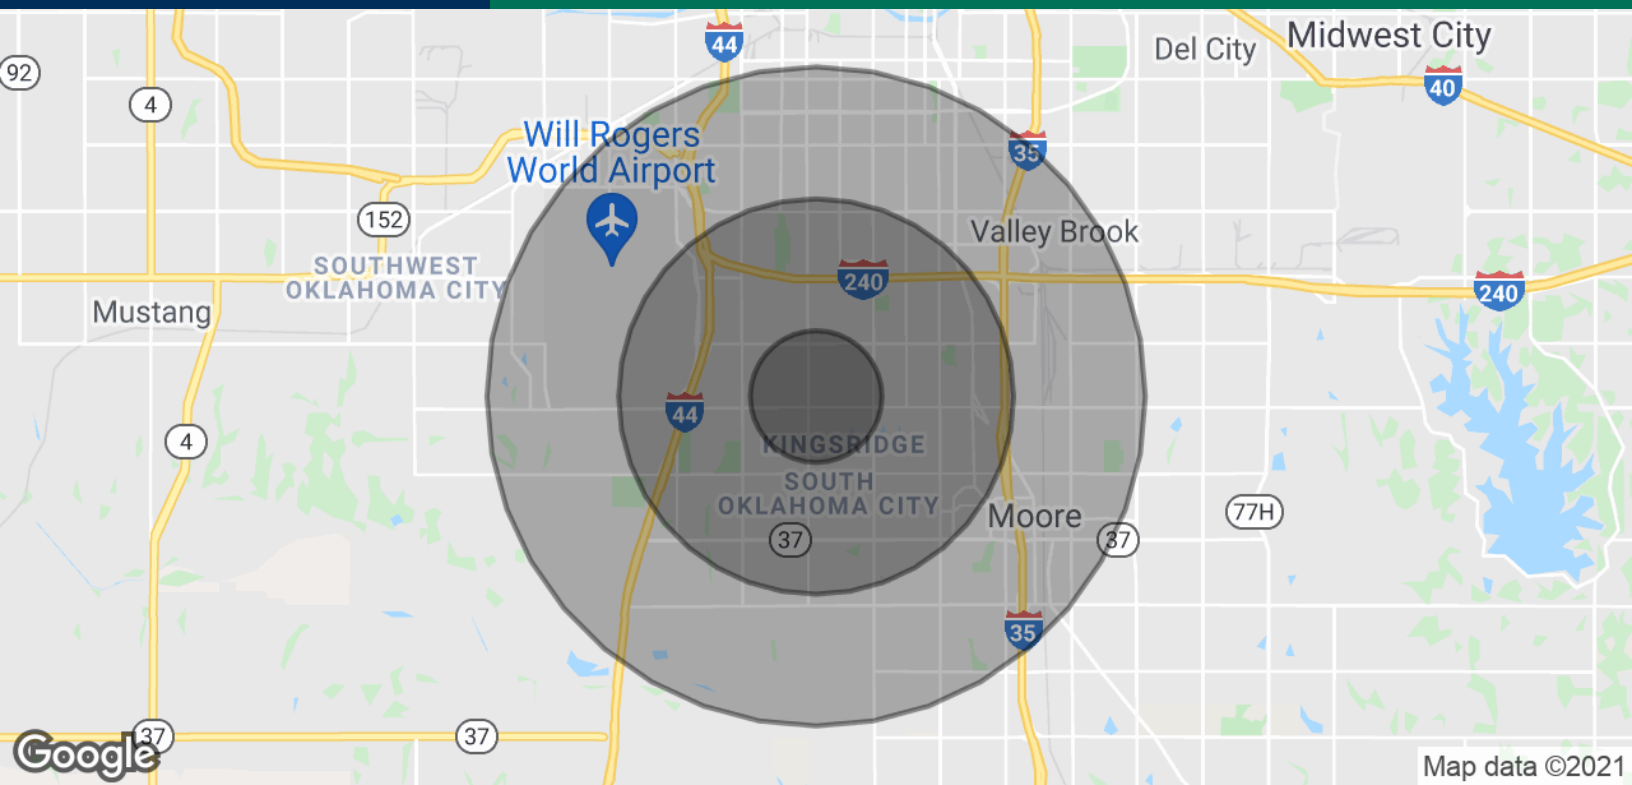 44
Del City
Midwest City
92
40
4
Will Rogers
World Airport
35
152
Valley Brook
SOUTHWEST
OKLAHOMA CITY
240
240
Mustang
44
4
KINGSRIDGE
SOUTH
OKLAHOMA CITY
Moore
77H
37
37
35
37
37
Google
Map data ©2021